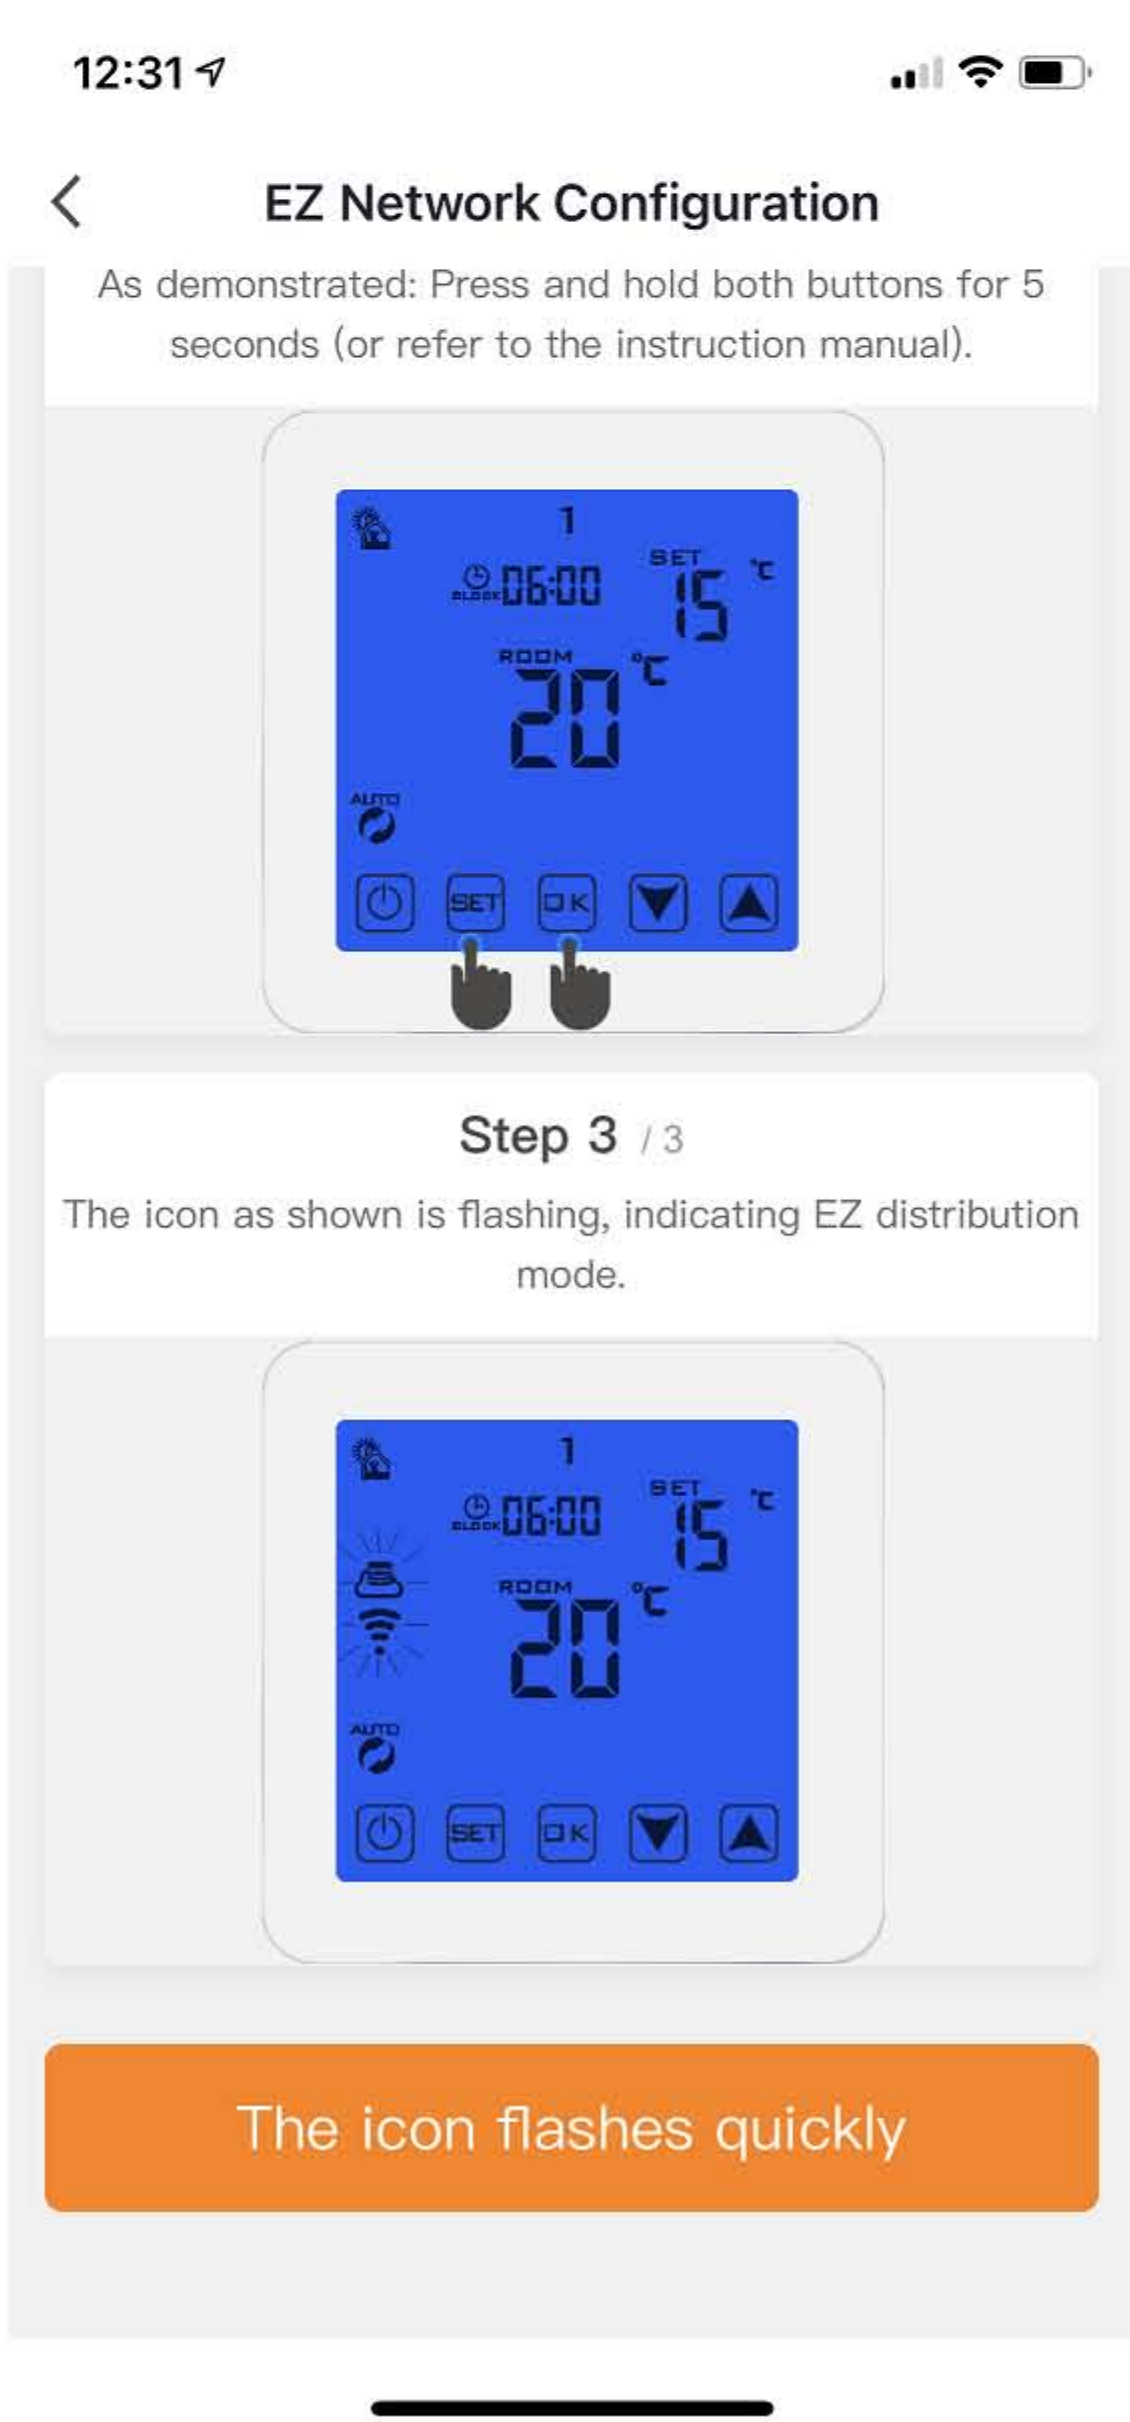 12:31
EZ Network Configuration
As demonstrated: Press and hold both buttons for 5
seconds (or refer to the instruction manual).
1
CLOCK 06:00
SET 15 °C
ROOM
20 °C
AUTO
SET OK
Step 3 / 3
The icon as shown is flashing, indicating EZ distribution
mode.
1
CLOCK 06:00
SET 15 °C
ROOM
20 °C
AUTO
SET OK
The icon flashes quickly